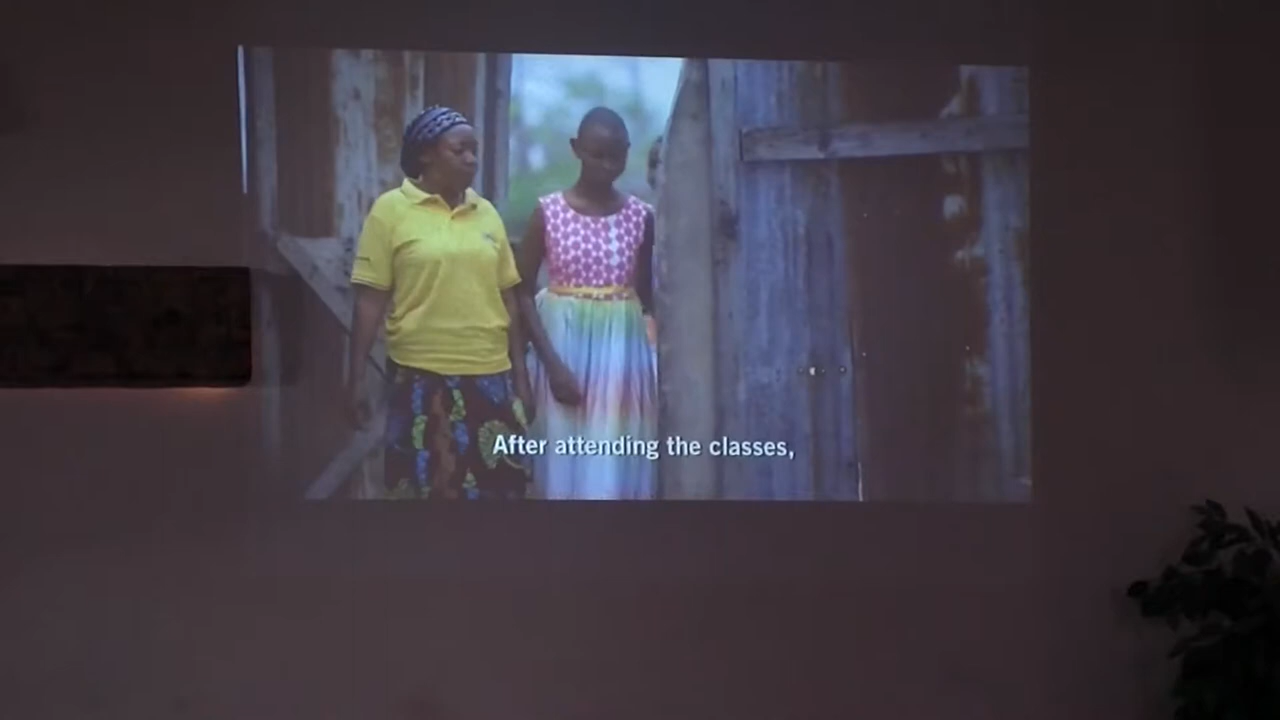 After attending the classes,